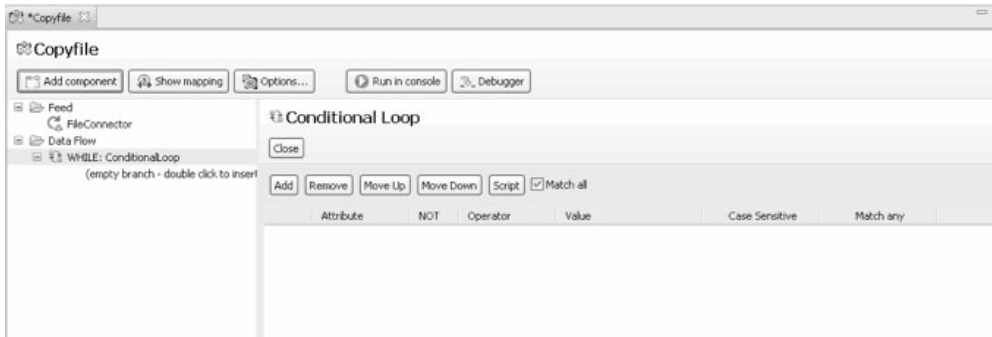 *Copyfile
Copyfile
Add component Show mapping Options... Run in console Debugger
Feed
FileConnector
Data Flow
WHILE: ConditionalLoop
(empty branch - double click to insert
Conditional Loop
Close
Add Remove Move Up Move Down Script Match all
Attribute NOT Operator Value Case Sensitive Match any